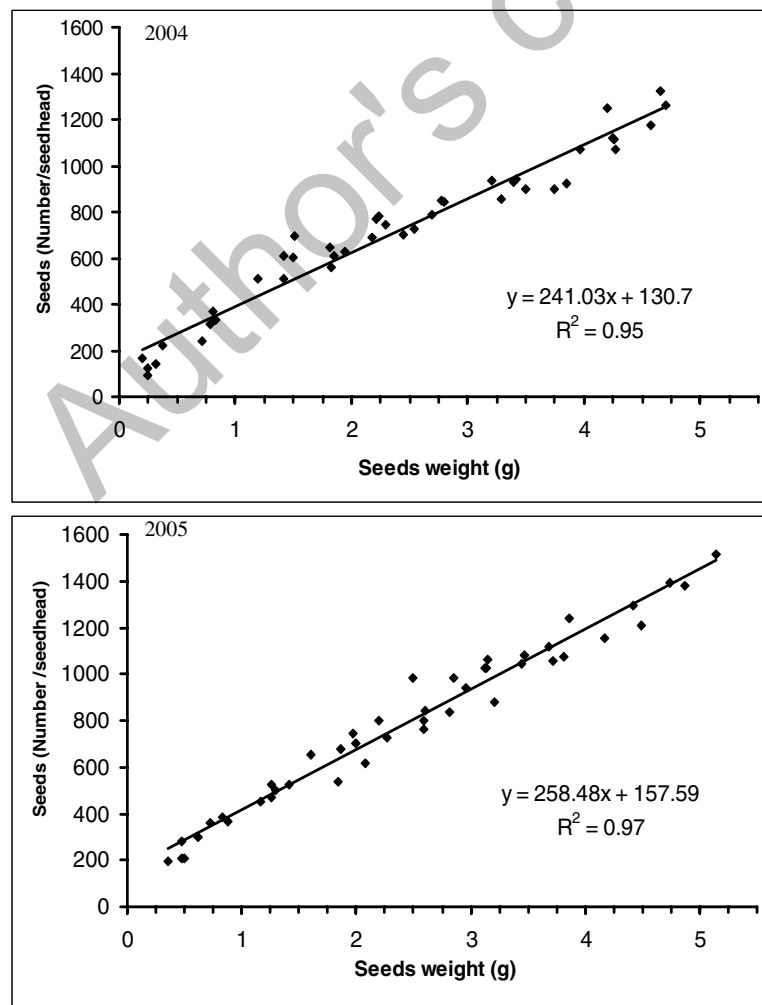 2004
1600
1400
1200
1000
800
600
400
200
0
Seeds (Number/seedhead)
y = 241.03x + 130.7
R² = 0.95
0 1 2 3 4 5
Seeds weight (g)
Author's c
2005
1600
1400
1200
1000
800
600
400
200
0
Seeds (Number /seedhead)
y = 258.48x + 157.59
R² = 0.97
0 1 2 3 4 5
Seeds weight (g)